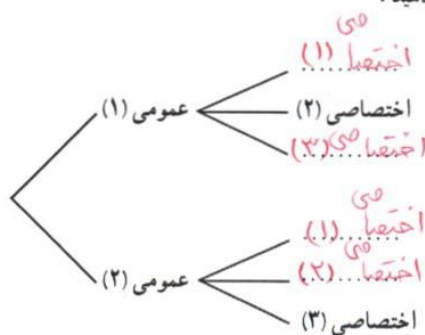 اختصاصی (۱)
عمومی (۱)
اختصاصی (۲)
اختصاصی (۳)
اختصاصی (۱)
عمومی (۲)
اختصاصی (۲)
اختصاصی (۳)